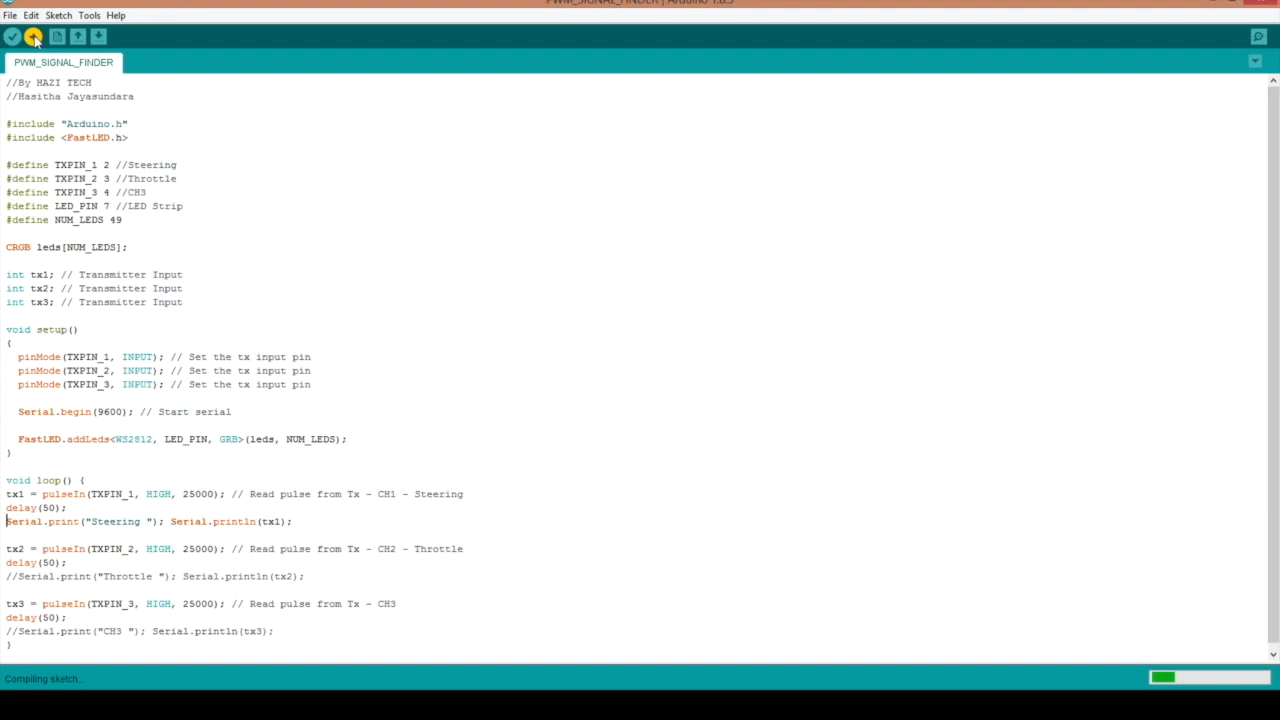 PWM_SIGNAL_FINDER | Arduino 1.8.5
File Edit Sketch Tools Help
PWM_SIGNAL_FINDER
//By HAZI TECH
//Hasitha Jayasundara
#include "Arduino.h"
#include <FastLED.h>
#define TXPIN_1 2 //Steering
#define TXPIN_2 3 //Throttle
#define TXPIN_3 4 //CH3
#define LED_PIN 7 //LED Strip
#define NUM_LEDS 49
CRGB leds[NUM_LEDS];
int tx1; // Transmitter Input
int tx2; // Transmitter Input
int tx3; // Transmitter Input
void setup()
{
pinMode(TXPIN_1, INPUT); // Set the tx input pin
pinMode(TXPIN_2, INPUT); // Set the tx input pin
pinMode(TXPIN_3, INPUT); // Set the tx input pin
Serial.begin(9600); // Start serial
FastLED.addLeds<WS2812, LED_PIN, GRB>(leds, NUM_LEDS);
}
void loop() {
tx1 = pulseIn(TXPIN_1, HIGH, 25000); // Read pulse from Tx - CH1 - Steering
delay(50);
Serial.print("Steering "); Serial.println(tx1);
tx2 = pulseIn(TXPIN_2, HIGH, 25000); // Read pulse from Tx - CH2 - Throttle
delay(50);
//Serial.print("Throttle "); Serial.println(tx2);
tx3 = pulseIn(TXPIN_3, HIGH, 25000); // Read pulse from Tx - CH3
delay(50);
//Serial.print("CH3 "); Serial.println(tx3);
}
Compiling sketch...